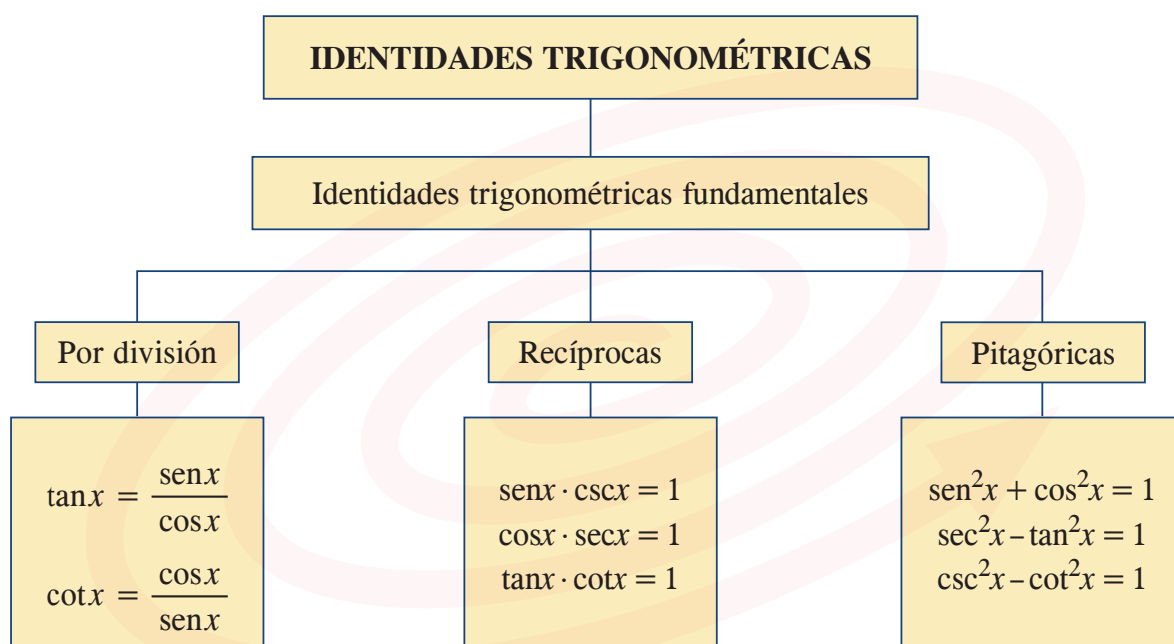 IDENTIDADES TRIGONOMÉTRICAS
Identidades trigonométricas fundamentales
Por división
tanx = senx/cosx
cotx = cosx/senx
Recíprocas
senx · cscx = 1
cosx · secx = 1
tanx · cotx = 1
Pitagóricas
sen²x + cos²x = 1
sec²x – tan²x = 1
csc²x – cot²x = 1